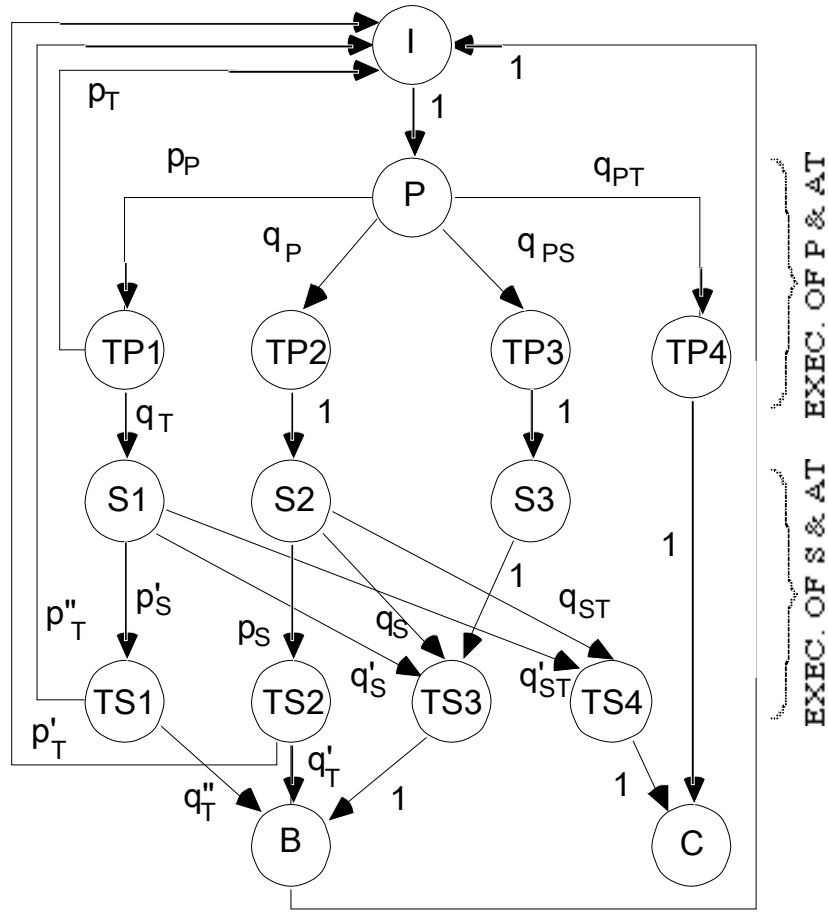 I
1
1
p_T
p_P
P
q_PT
q_P
q_PS
TP1
TP2
TP3
TP4
q_T
1
1
S1
S2
S3
1
1
p''_T
p'_S
p_S
q_S
q_ST
q'_S
q'_ST
TS1
TS2
TS3
TS4
p'_T
q'_T
q''_T
1
1
B
C
EXEC. OF P & AT
EXEC. OF S & AT